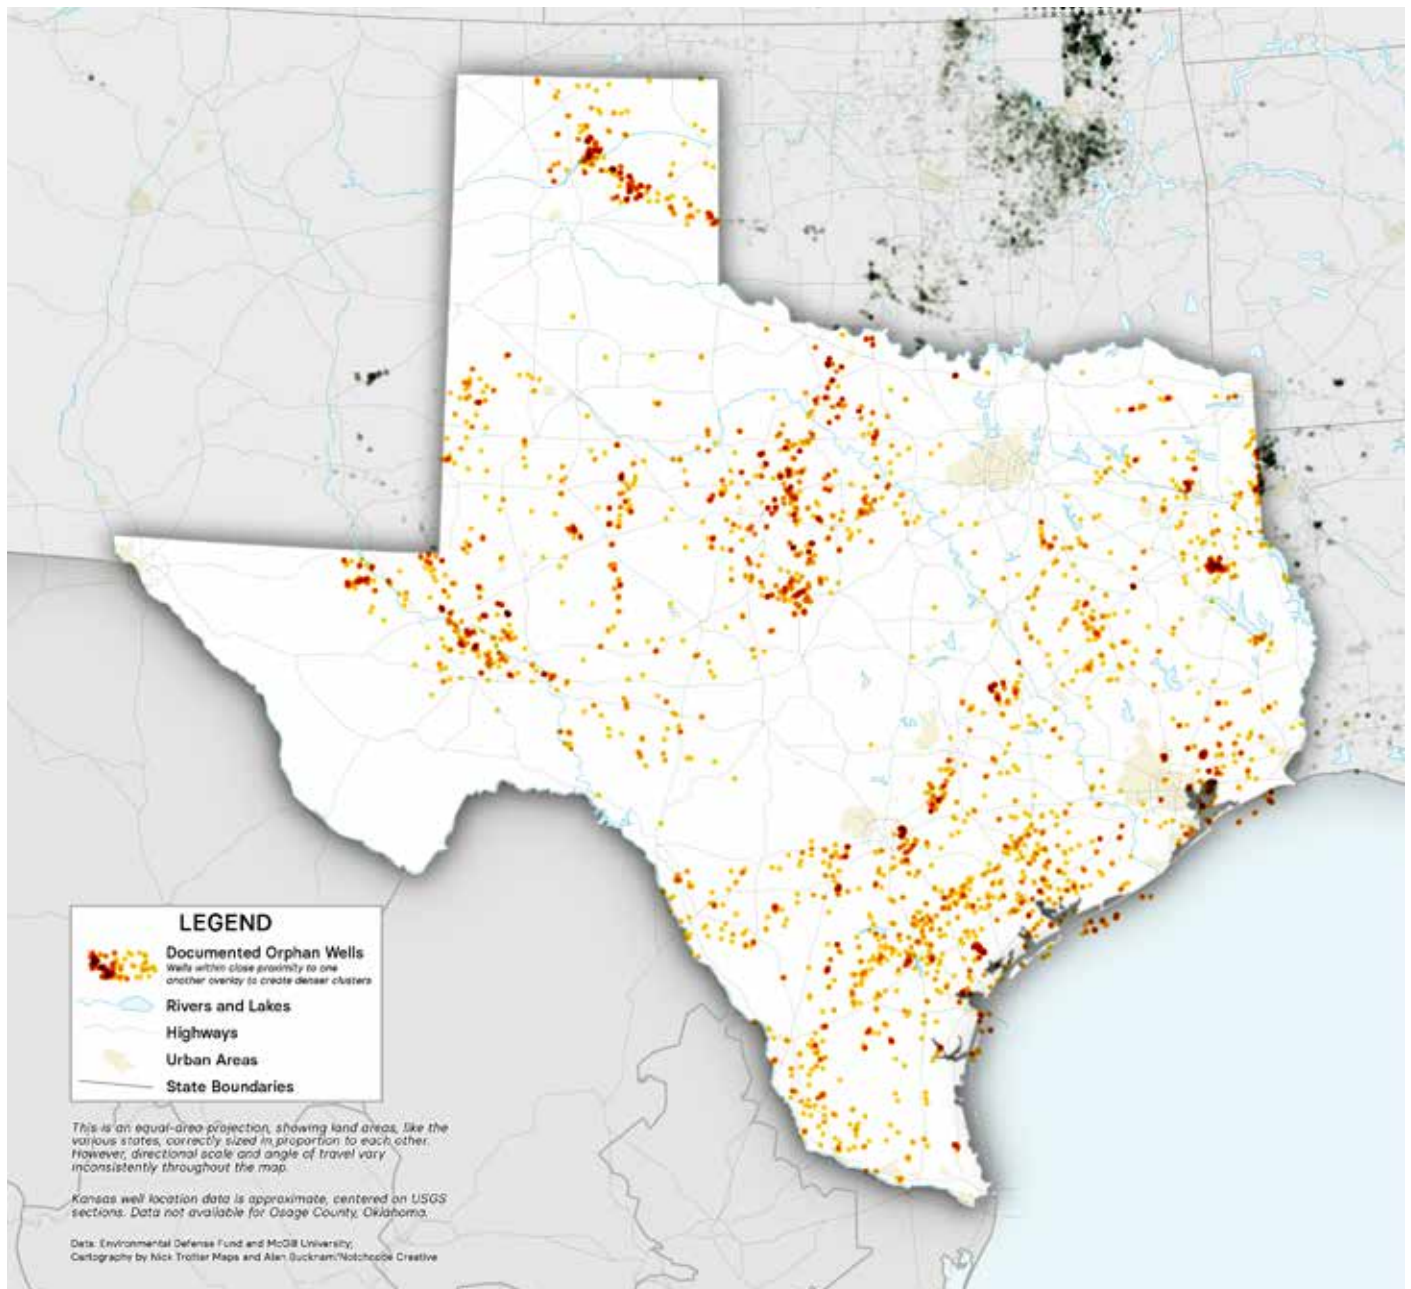 LEGEND
Documented Orphan Wells
Wells within close proximity to one
another overlay to create denser clusters
Rivers and Lakes
Highways
Urban Areas
State Boundaries
This is an equal-area projection, showing land areas, like the
various states, correctly sized in proportion to each other.
However, directional scale and angle of travel vary
inconsistently throughout the map.
Kansas well location data is approximate, centered on USGS
sections. Data not available for Osage County, Oklahoma.
Data: Environmental Defense Fund and McGill University;
Cartography by Nick Trotter Maps and Alan Bucknam/Notchcode Creative